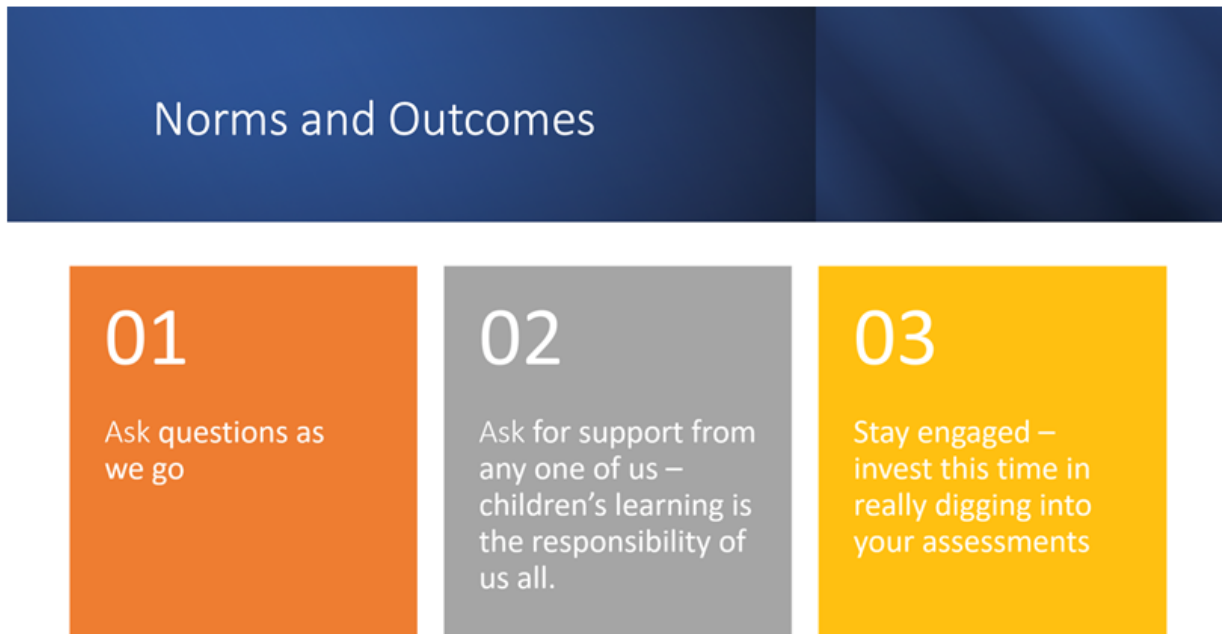 Norms and Outcomes
01
Ask questions as
we go
02
Ask for support from
any one of us –
children’s learning is
the responsibility of
us all.
03
Stay engaged –
invest this time in
really digging into
your assessments